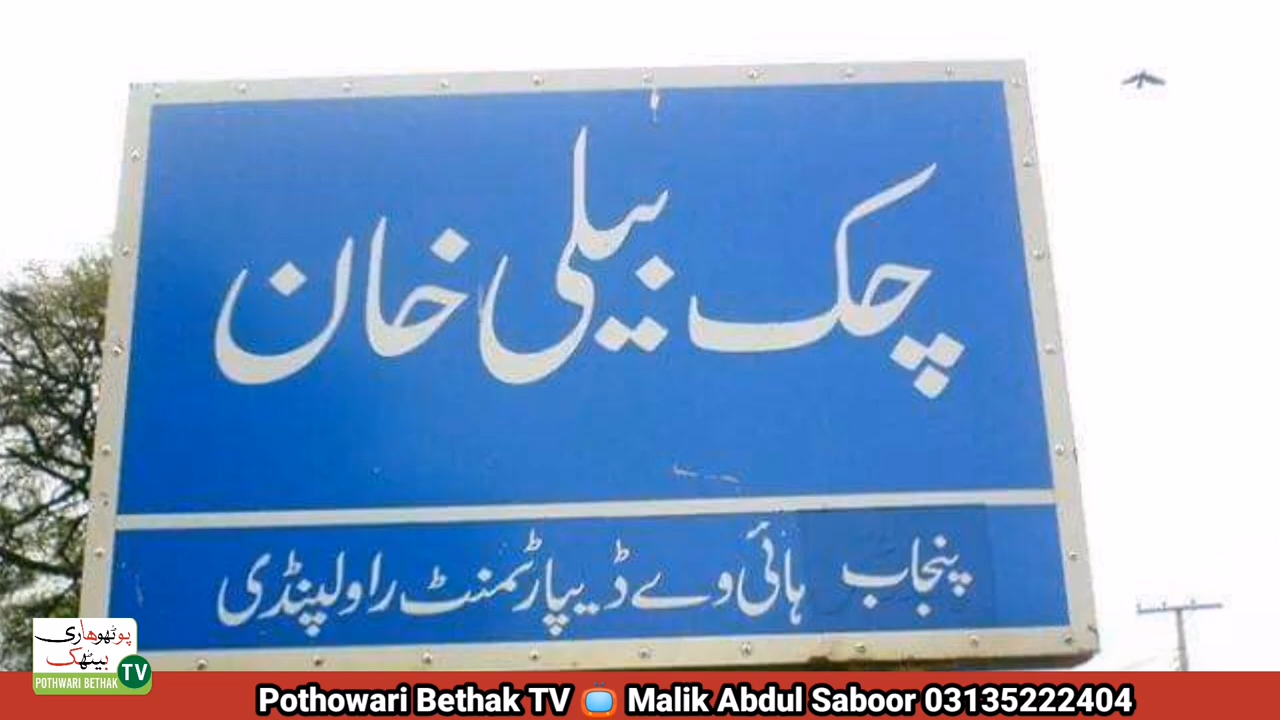 چک بیلی خان
پنجاب ہائی وے ڈیپارٹمنٹ راولپنڈی
پوٹھوھاری
بیٹھک
POTHWARI BETHAK TV
Pothowari Bethak TV 📺 Malik Abdul Saboor 03135222404